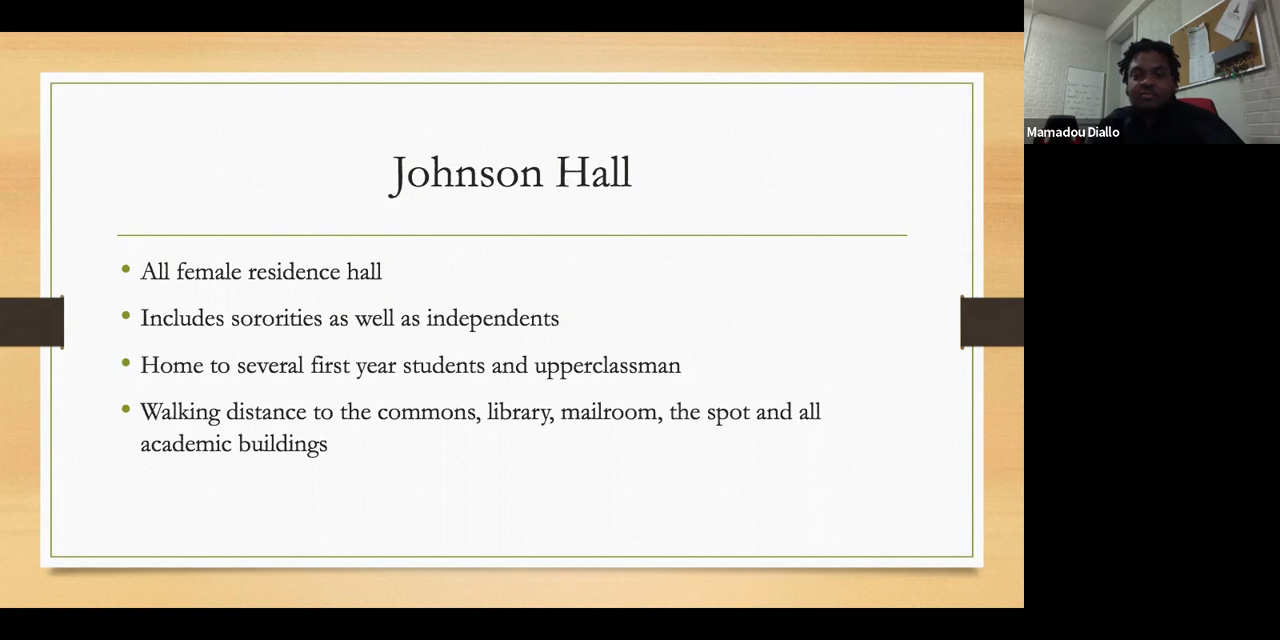 Johnson Hall
All female residence hall
Includes sororities as well as independents
Home to several first year students and upperclassman
Walking distance to the commons, library, mailroom, the spot and all
academic buildings
Mamadou Diallo